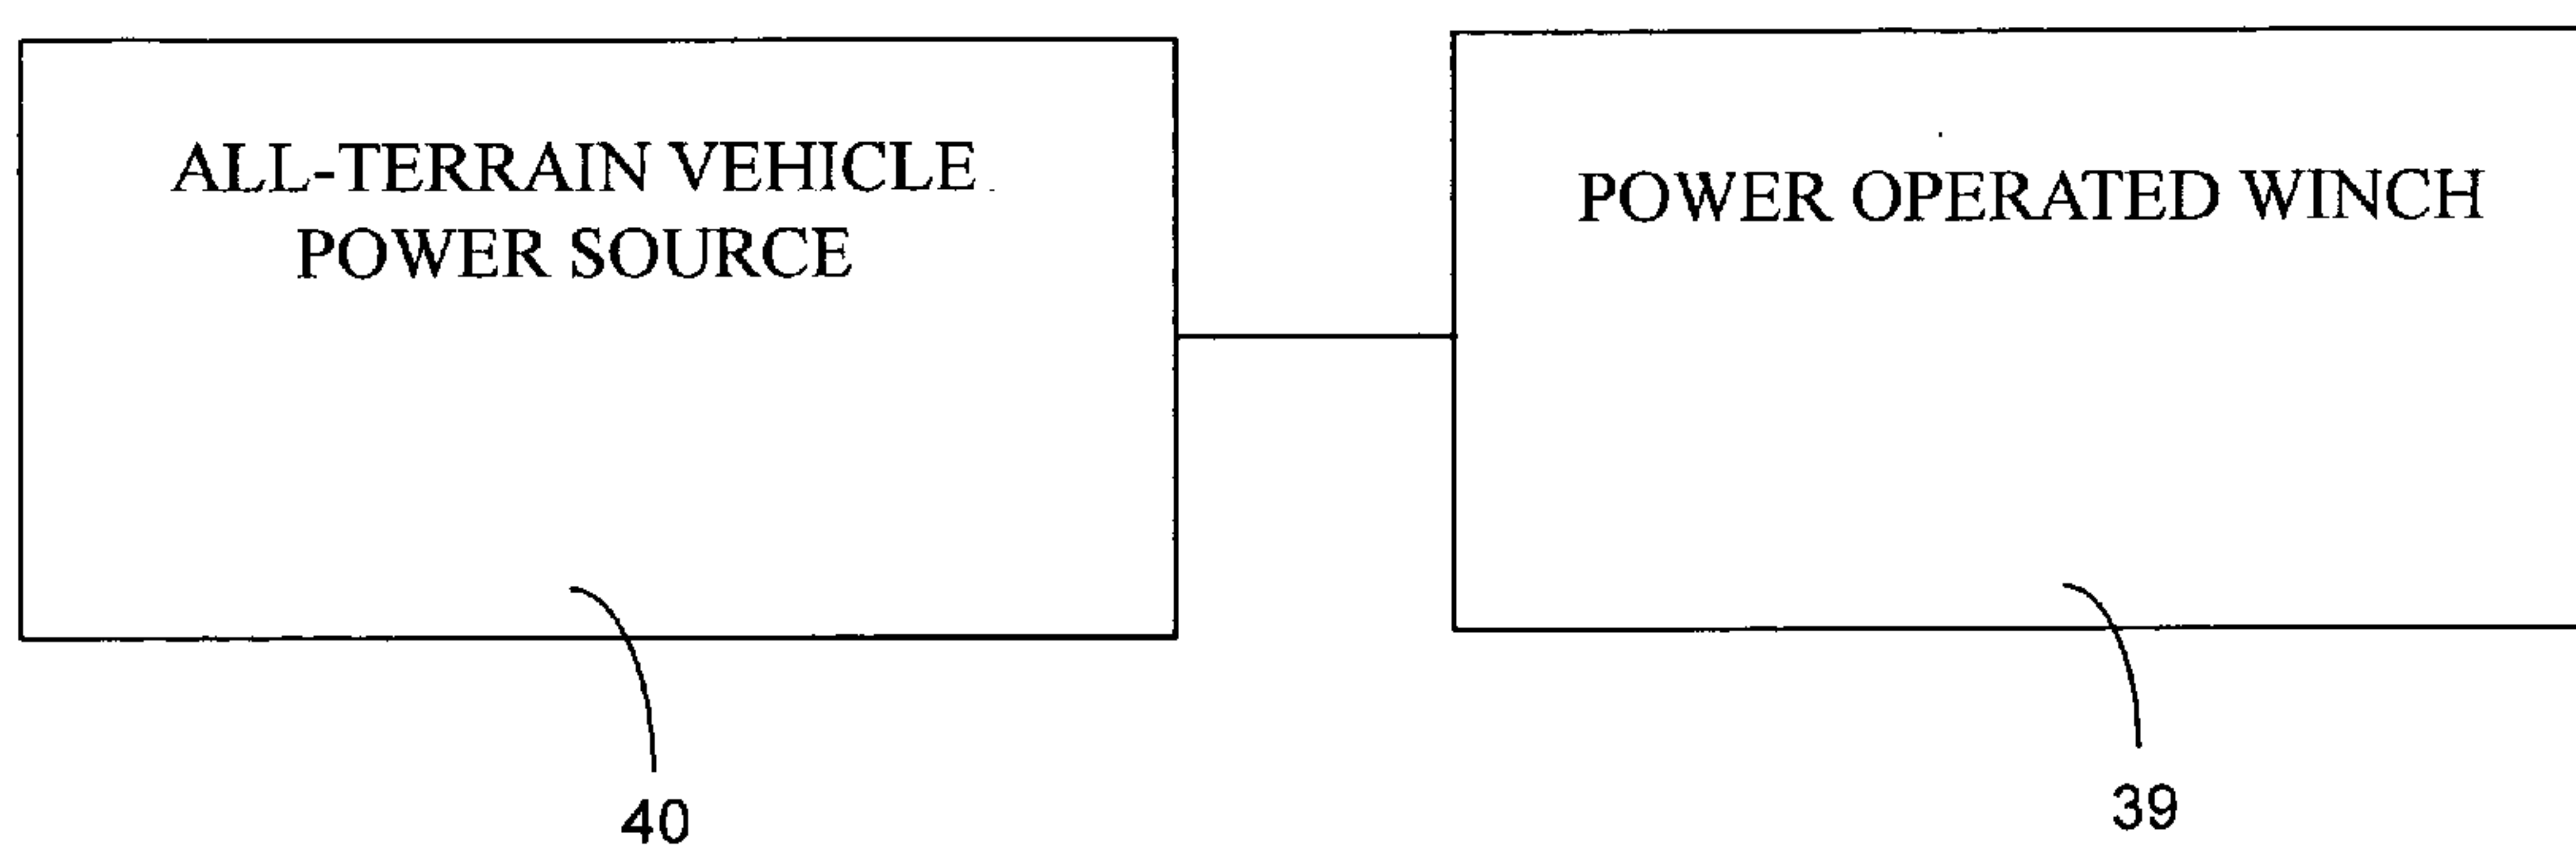 ALL-TERRAIN VEHICLE
POWER SOURCE
POWER OPERATED WINCH
40
39